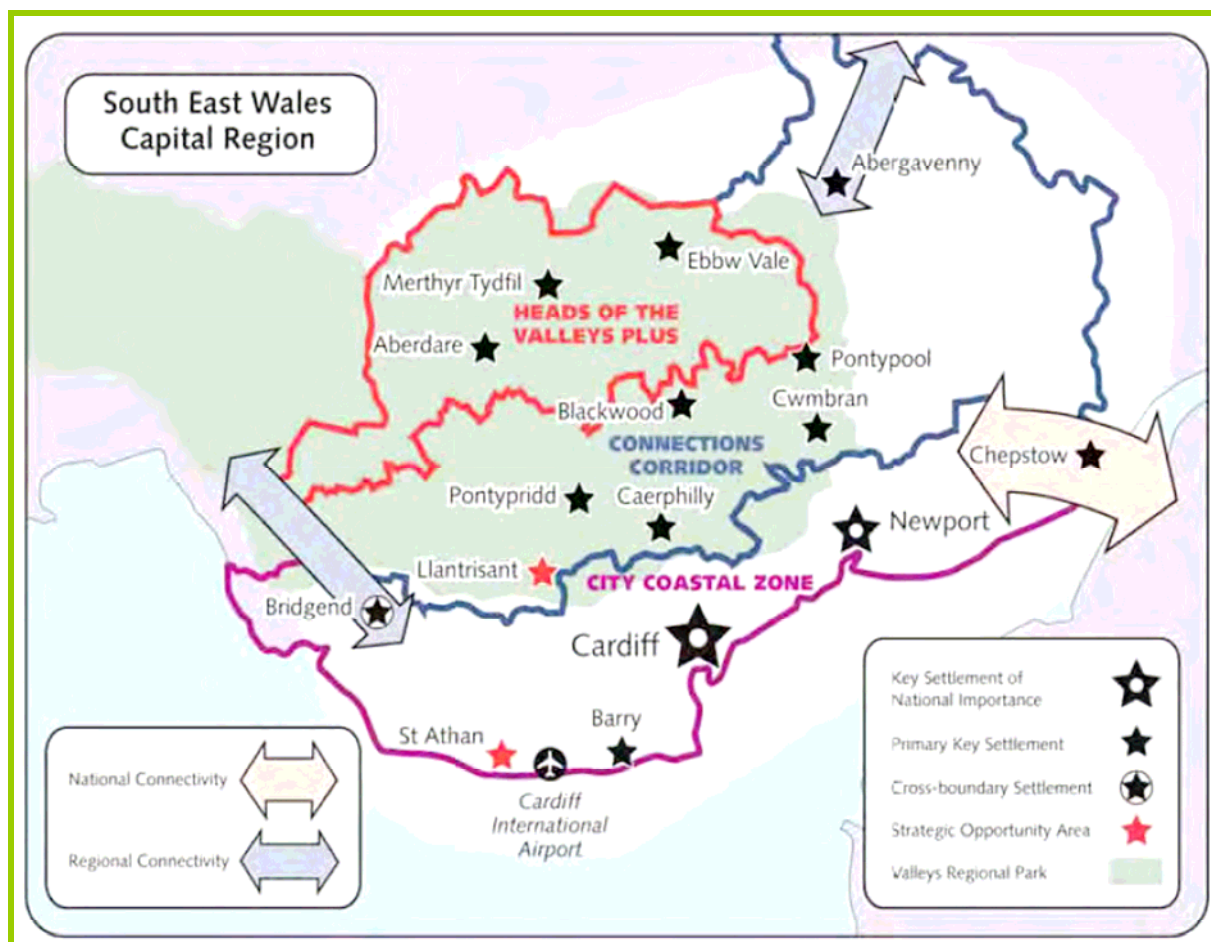 South East Wales
Capital Region
Abergavenny
Ebbw Vale
Merthyr Tydfil
HEADS OF THE
VALLEYS PLUS
Aberdare
Pontypool
Cwmbran
Blackwood
CONNECTIONS
CORRIDOR
Chepstow
Pontypridd
Caerphilly
Newport
Llantrisant
CITY COASTAL ZONE
Bridgend
Cardiff
Barry
St Athan
Cardiff
International
Airport
National Connectivity
Regional Connectivity
Key Settlement of
National Importance
Primary Key Settlement
Cross-boundary Settlement
Strategic Opportunity Area
Valleys Regional Park